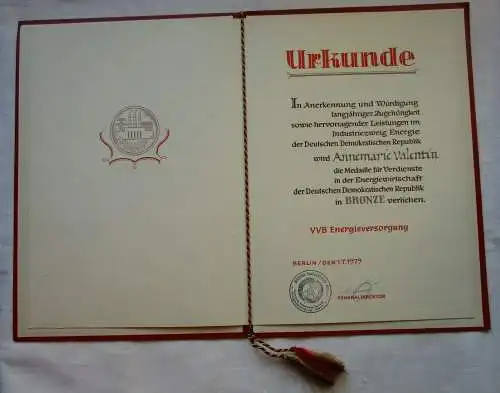 Urkunde
In Anerkennung und Würdigung
langjähriger Zugehörigkeit
sowie hervorragender Leistungen im
Industriezweig Energie
der Deutschen Demokratischen Republik
wird Annemarie Valentin
die Medaille für Verdienste
in der Energiewirtschaft
der Deutschen Demokratischen Republik
in BRONZE verliehen.
VVB Energieversorgung
BERLIN / DEN 1.7.1979
GENERALDIREKTOR